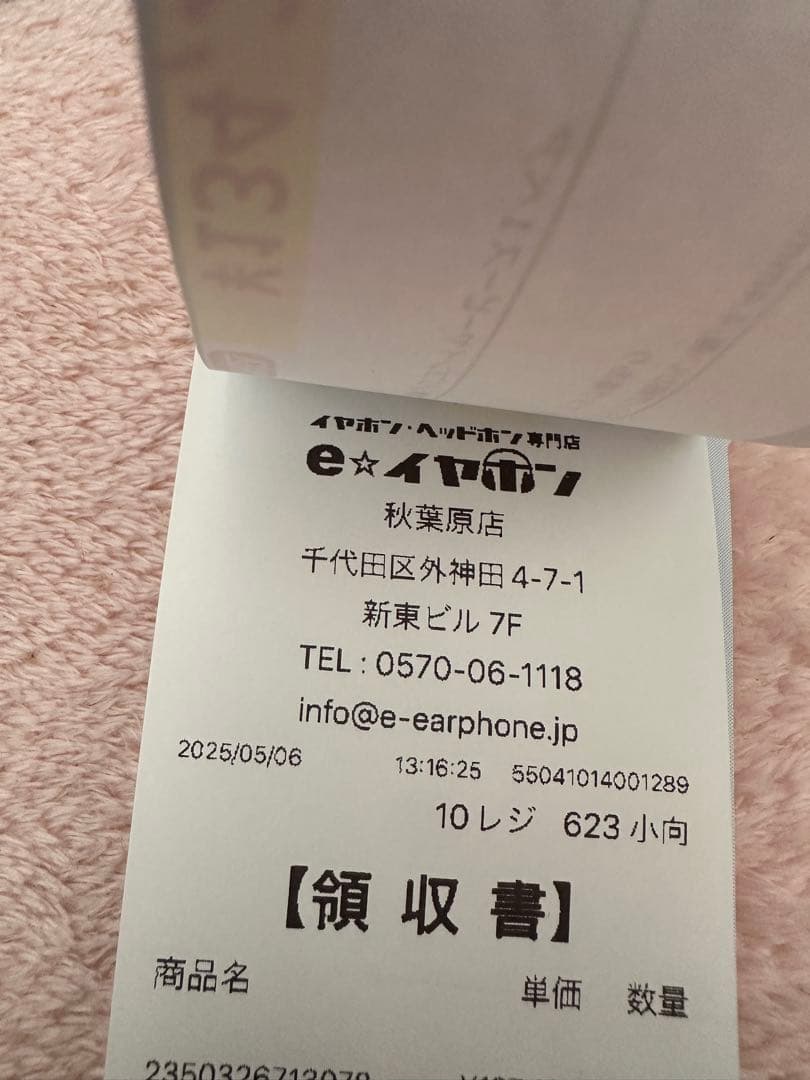 ¥134
イヤホン・ヘッドホン専門店
e☆イヤホン
秋葉原店
千代田区外神田 4-7-1
新東ビル 7F
TEL : 0570-06-1118
info@e-earphone.jp
2025/05/06 13:16:25 55041014001289
10レジ 623 小向
【領 収 書】
商品名 単価 数量
2350326713078